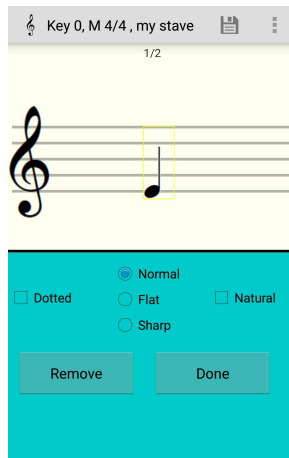 Key 0, M 4/4 , my stave
1/2
Normal
Dotted
Flat
Natural
Sharp
Remove
Done